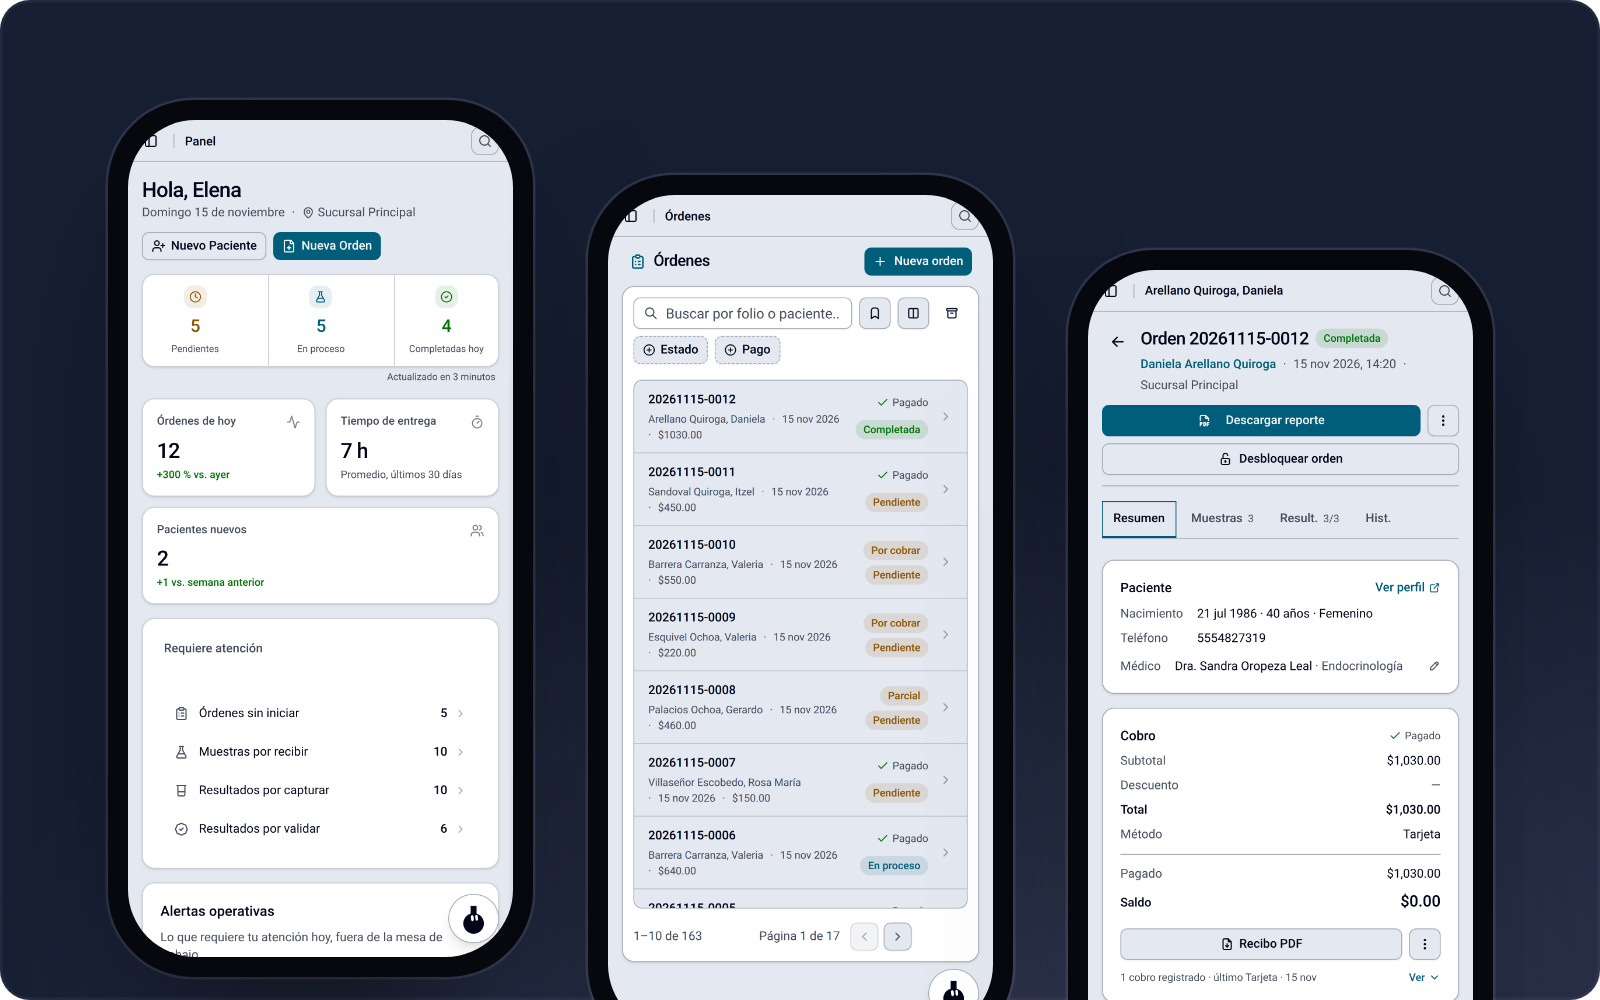 Panel
Hola, Elena
Domingo 15 de noviembre · Sucursal Principal
Nuevo Paciente
Nueva Orden
5
Pendientes
5
En proceso
4
Completadas hoy
Actualizado en 3 minutos
Órdenes de hoy
12
+300 % vs. ayer
Tiempo de entrega
7 h
Promedio, últimos 30 días
Pacientes nuevos
2
+1 vs. semana anterior
Requiere atención
Órdenes sin iniciar 5
Muestras por recibir 10
Resultados por capturar 10
Resultados por validar 6
Alertas operativas
Lo que requiere tu atención hoy, fuera de la mesa de
Órdenes
Órdenes
Nueva orden
Buscar por folio o paciente..
Estado
Pago
20261115-0012
Pagado
Arellano Quiroga, Daniela · 15 nov 2026
· $1030.00
Completada
20261115-0011
Pagado
Sandoval Quiroga, Itzel · 15 nov 2026
· $450.00
Pendiente
20261115-0010
Por cobrar
Barrera Carranza, Valeria · 15 nov 2026
· $550.00
Pendiente
20261115-0009
Por cobrar
Esquivel Ochoa, Valeria · 15 nov 2026
· $220.00
Pendiente
20261115-0008
Parcial
Palacios Ochoa, Gerardo · 15 nov 2026
· $460.00
Pendiente
20261115-0007
Pagado
Villaseñor Escobedo, Rosa María
· 15 nov 2026 · $150.00
Pendiente
20261115-0006
Pagado
Barrera Carranza, Valeria · 15 nov 2026
· $640.00
En proceso
20261115-0005
1–10 de 163
Página 1 de 17
Arellano Quiroga, Daniela
Orden 20261115-0012
Completada
Daniela Arellano Quiroga · 15 nov 2026, 14:20 ·
Sucursal Principal
Descargar reporte
Desbloquear orden
Resumen
Muestras 3
Result. 3/3
Hist.
Paciente
Ver perfil
Nacimiento 21 jul 1986 · 40 años · Femenino
Teléfono 5554827319
Médico Dra. Sandra Oropeza Leal · Endocrinología
Cobro
Pagado
Subtotal $1,030.00
Descuento —
Total $1,030.00
Método Tarjeta
Pagado $1,030.00
Saldo $0.00
Recibo PDF
1 cobro registrado · último Tarjeta · 15 nov
Ver